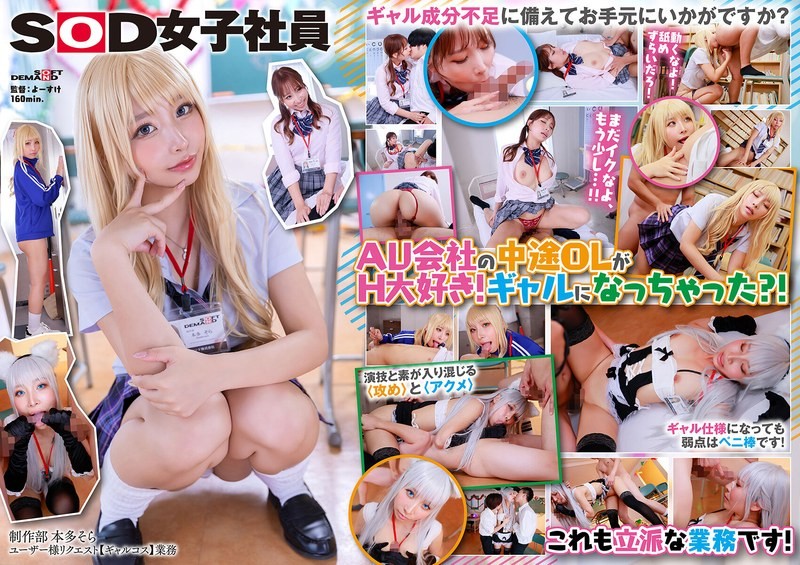 SOD女子社員
SOFT ON DEMAND
監督：よーすけ
160min.
制作部 本多そら
ユーザー様リクエスト【ギャルコス】業務
ギャル成分不足に備えてお手元にいかがですか?
動くなよ!
舐めずらいだろ!
まだイクなよ、
もう少し…!!
AV会社の中途OLが
H大好き!ギャルになっちゃった?!
演技と素が入り混じる
〈攻め〉と〈アクメ〉
ギャル仕様になっても
弱点はペニ棒です!
これも立派な業務です!